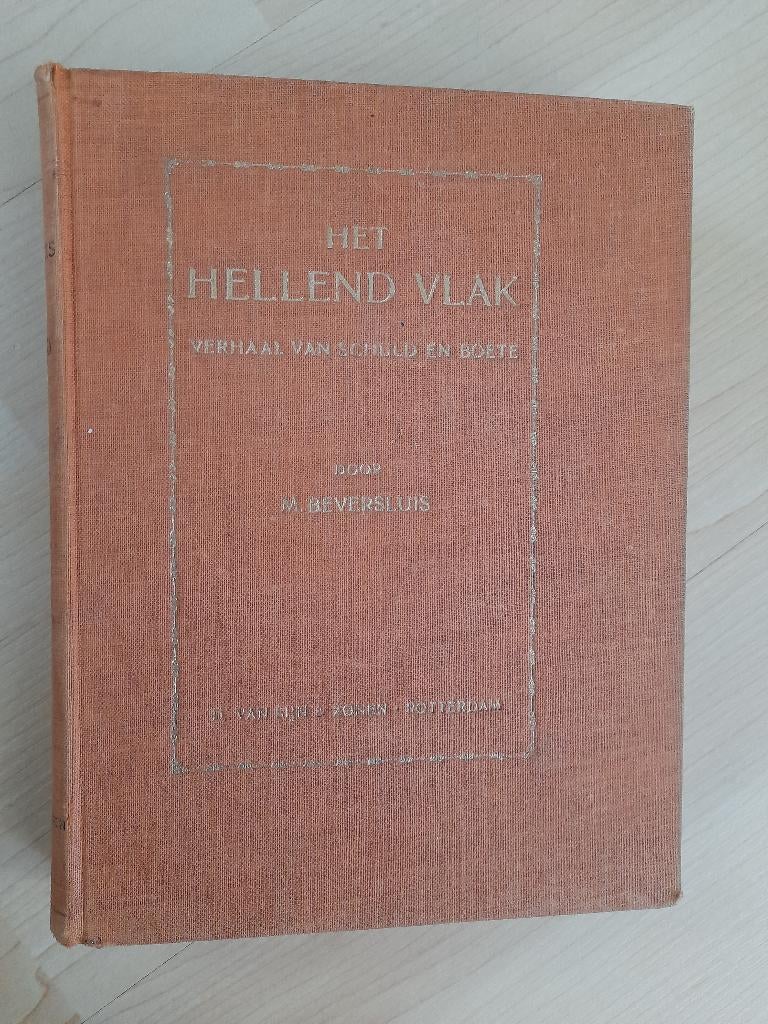 HET
HELLEND VLAK
VERHAAL VAN SCHULD EN BOETE
DOOR
M. BEVERSLUIS
D. VAN SIJN & ZONEN - ROTTERDAM